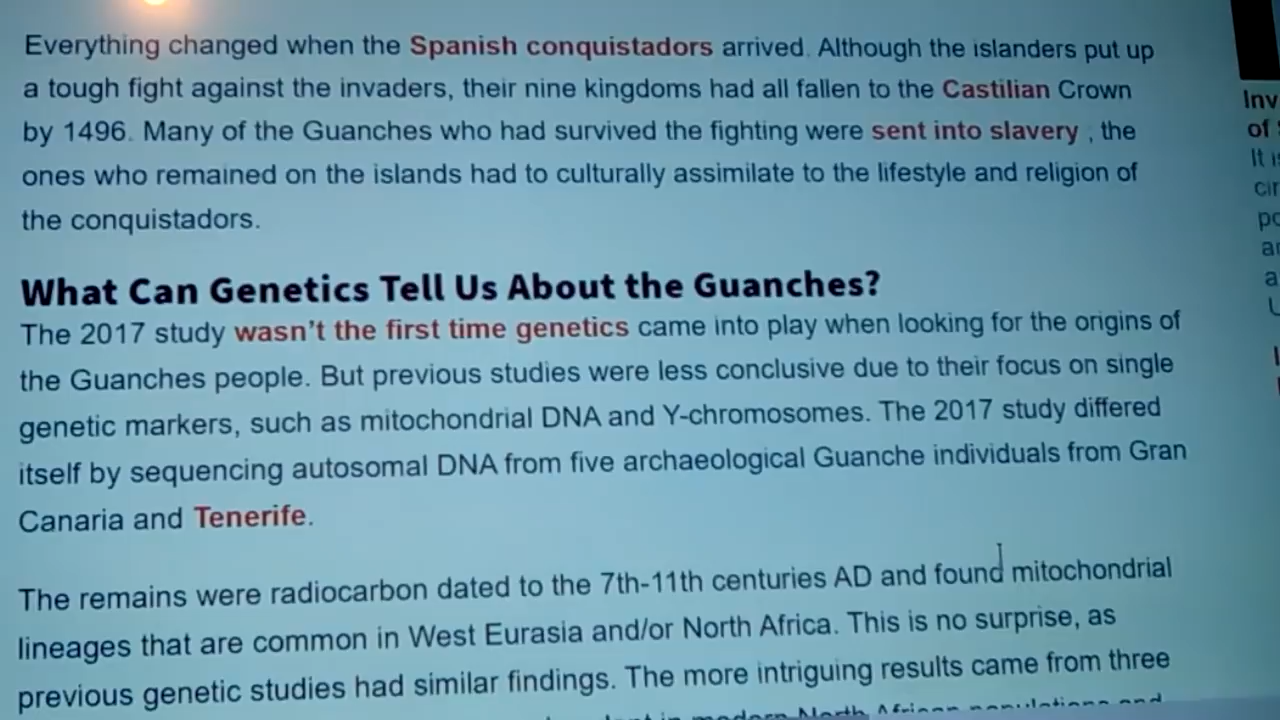 Everything changed when the Spanish conquistadors arrived. Although the islanders put up
a tough fight against the invaders, their nine kingdoms had all fallen to the Castilian Crown
by 1496. Many of the Guanches who had survived the fighting were sent into slavery , the
ones who remained on the islands had to culturally assimilate to the lifestyle and religion of
the conquistadors.
What Can Genetics Tell Us About the Guanches?
The 2017 study wasn't the first time genetics came into play when looking for the origins of
the Guanches people. But previous studies were less conclusive due to their focus on single
genetic markers, such as mitochondrial DNA and Y-chromosomes. The 2017 study differed
itself by sequencing autosomal DNA from five archaeological Guanche individuals from Gran
Canaria and Tenerife.
The remains were radiocarbon dated to the 7th-11th centuries AD and found mitochondrial
lineages that are common in West Eurasia and/or North Africa. This is no surprise, as
previous genetic studies had similar findings. The more intriguing results came from three
in modern North African populations and
of
It